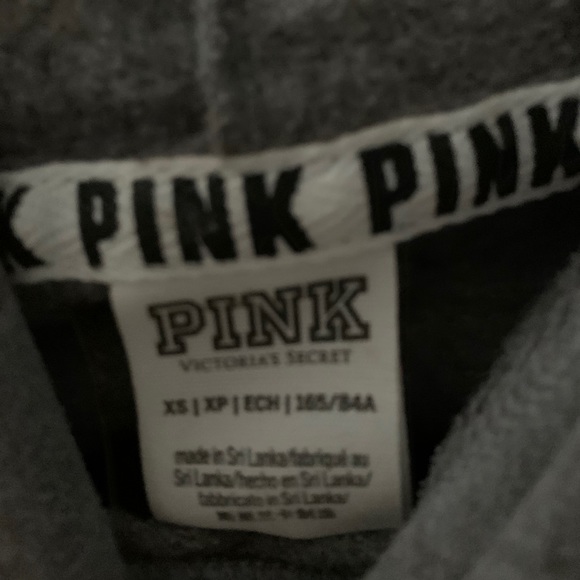 K PINK PINK
PINK
VICTORIA'S SECRET
XS | XP | ECH | 165/84A
made in Sri Lanka/fabriqué au
Sri Lanka/hecho en Sri Lanka/
fabbricato in Sri Lanka/